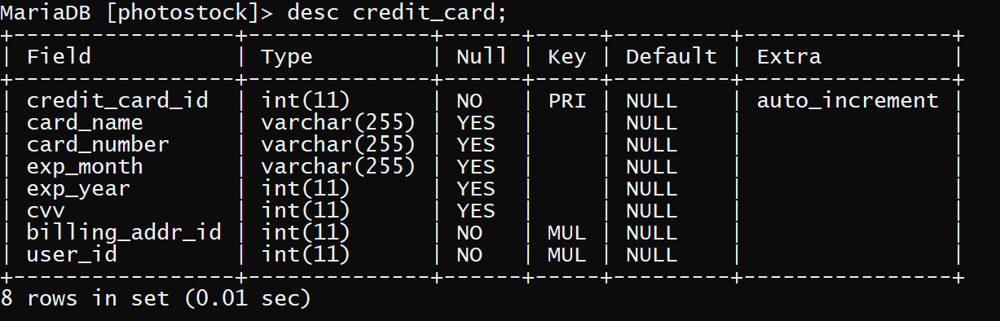 MariaDB [photostock]> desc credit_card;
+-----------------+--------------+------+-----+---------+----------------+
| Field           | Type         | Null | Key | Default | Extra          |
+-----------------+--------------+------+-----+---------+----------------+
| credit_card_id  | int(11)      | NO   | PRI | NULL    | auto_increment |
| card_name       | varchar(255) | YES  |     | NULL    |                |
| card_number     | varchar(255) | YES  |     | NULL    |                |
| exp_month       | varchar(255) | YES  |     | NULL    |                |
| exp_year        | int(11)      | YES  |     | NULL    |                |
| cvv             | int(11)      | YES  |     | NULL    |                |
| billing_addr_id | int(11)      | NO   | MUL | NULL    |                |
| user_id         | int(11)      | NO   | MUL | NULL    |                |
+-----------------+--------------+------+-----+---------+----------------+
8 rows in set (0.01 sec)